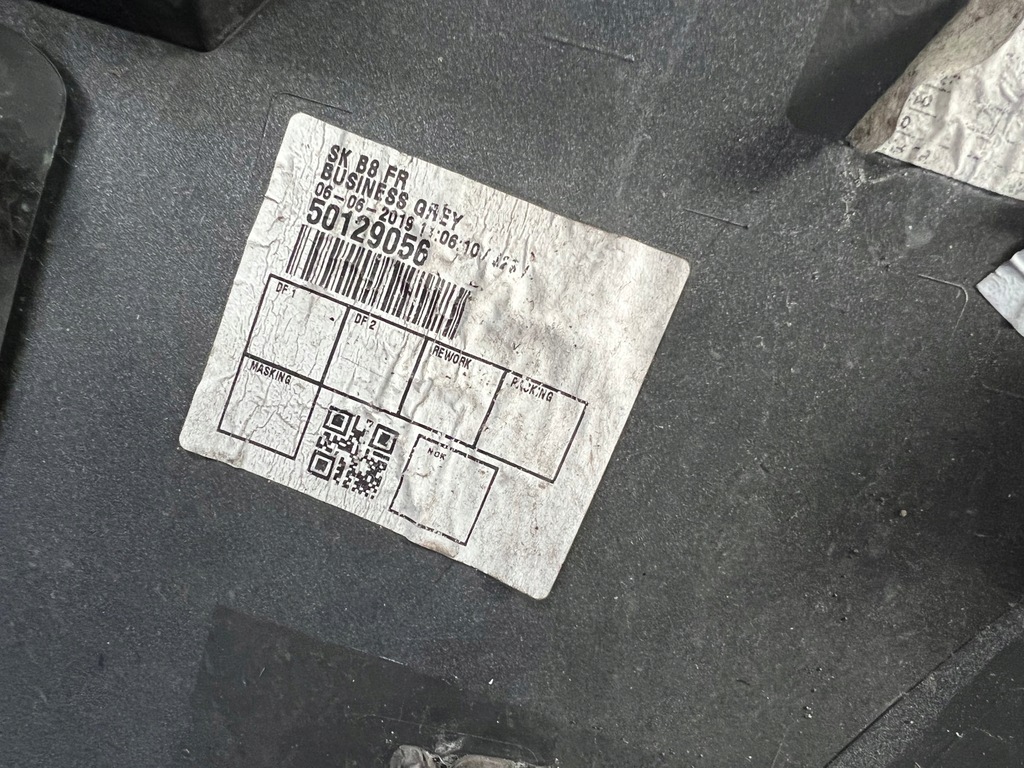 SK B8 FR
BUSINESS GREY
06-06-2019 11:06:10 /
50129056
DF 1
DF 2
REWORK
PACKING
MASKING
NOK